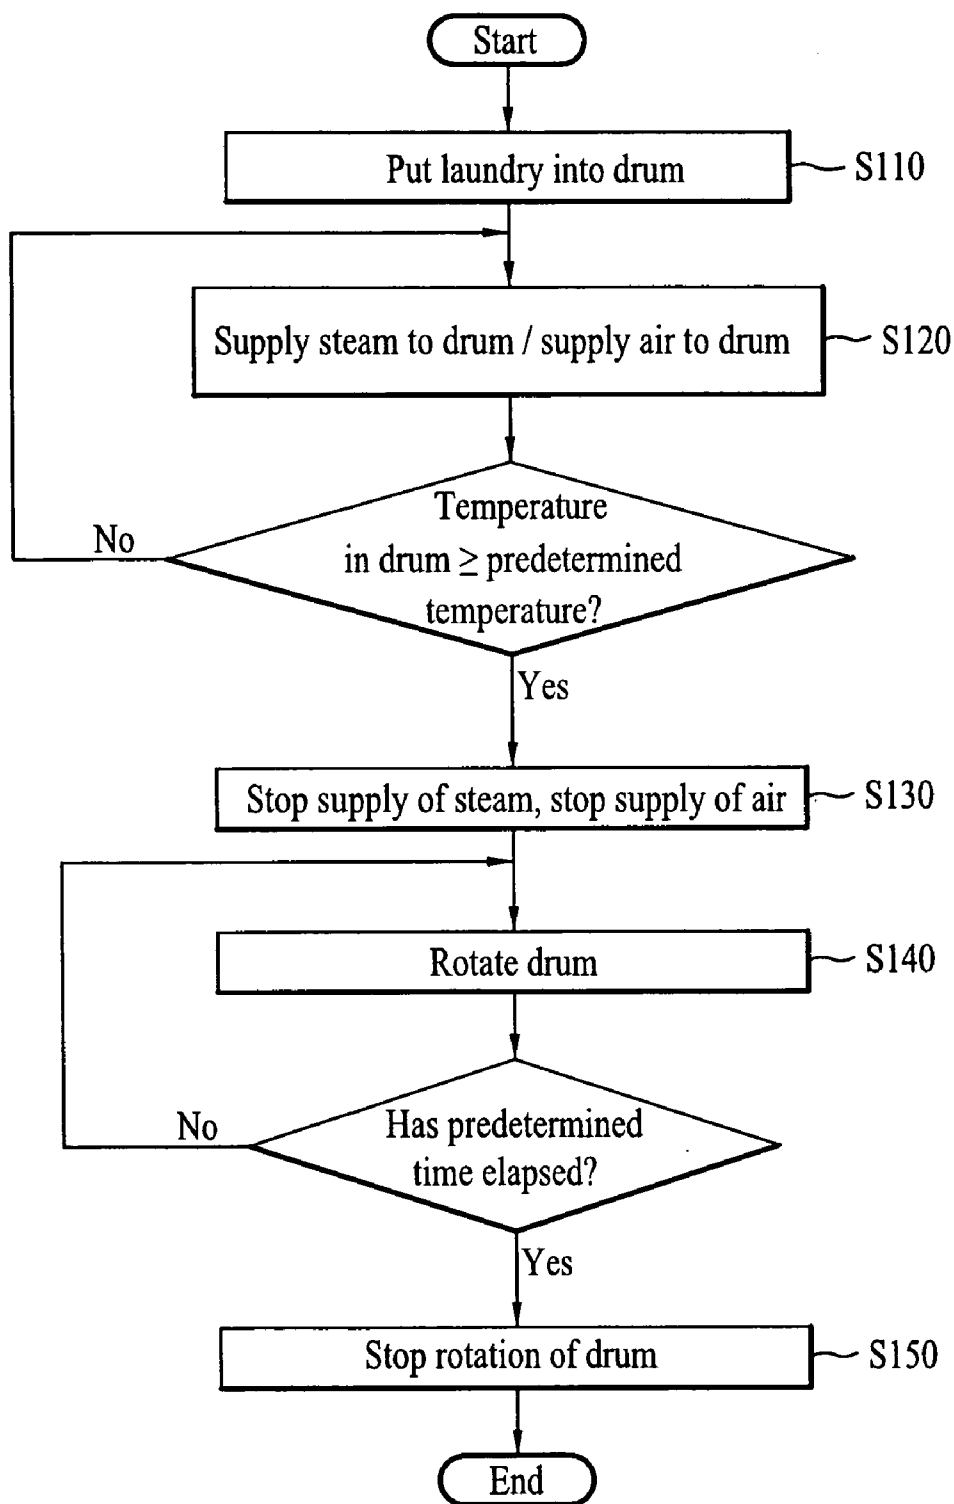 Start
Put laundry into drum
S110
Supply steam to drum / supply air to drum
S120
Temperature
in drum ≥ predetermined
temperature?
No
Yes
Stop supply of steam, stop supply of air
S130
Rotate drum
S140
Has predetermined
time elapsed?
No
Yes
Stop rotation of drum
S150
End